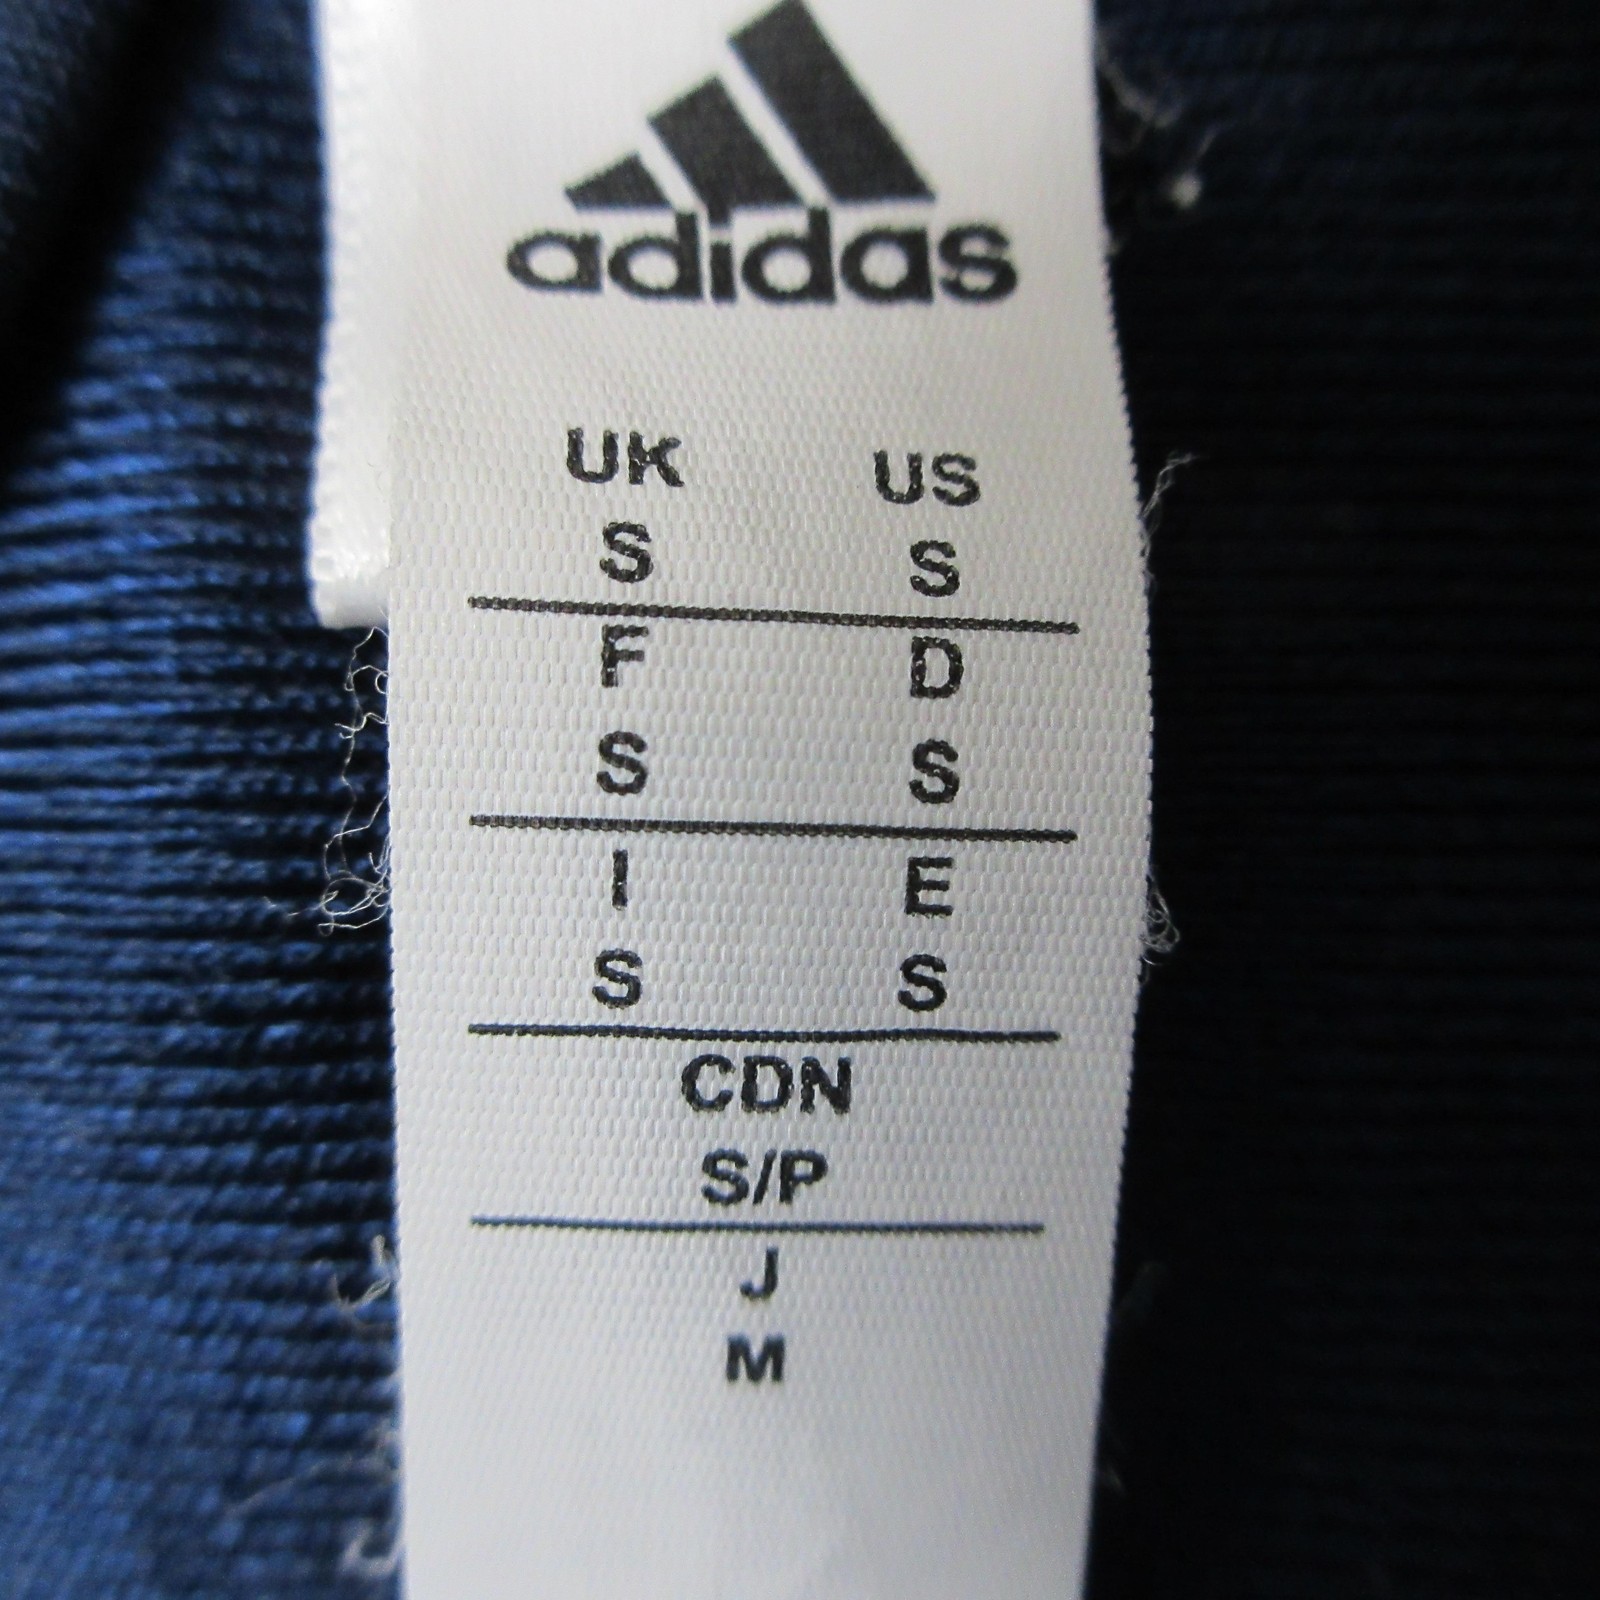 adidas
UK US
S S
F D
S S
I E
S S
CDN
S/P
J
M